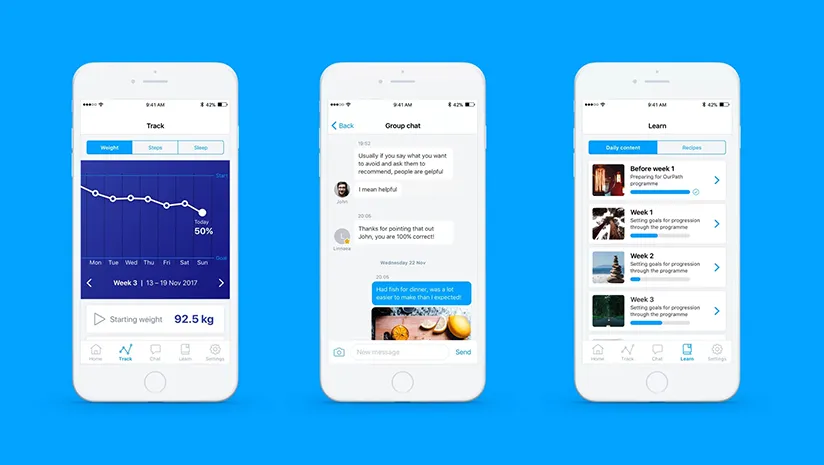 9:41 AM
42%
Track
Weight
Steps
Sleep
Start
Today
50%
Goal
Mon Tue Wed Thu Fri Sat Sun
Week 3 | 13 – 19 Nov 2017
Starting weight 92.5 kg
Home Track Chat Learn Settings
9:41 AM
42%
Back
Group chat
19:52
Usually if you say what you want
to avoid and ask them to
recommend, people are gelpful
I mean helpful
John
20:06
Thanks for pointing that out
John, you are 100% correct!
L
Linnaea
Wednesday 22 Nov
20:06
Had fish for dinner, was a lot
easier to make than I expected!
New message
Send
9:41 AM
42%
Learn
Daily content
Recipes
Before week 1
Preparing for OurPath
programme
Week 1
Setting goals for progression
through the programme
Week 2
Setting goals for progression
through the programme
Week 3
Setting goals for progression
through the programme
Home Track Chat Learn Settings